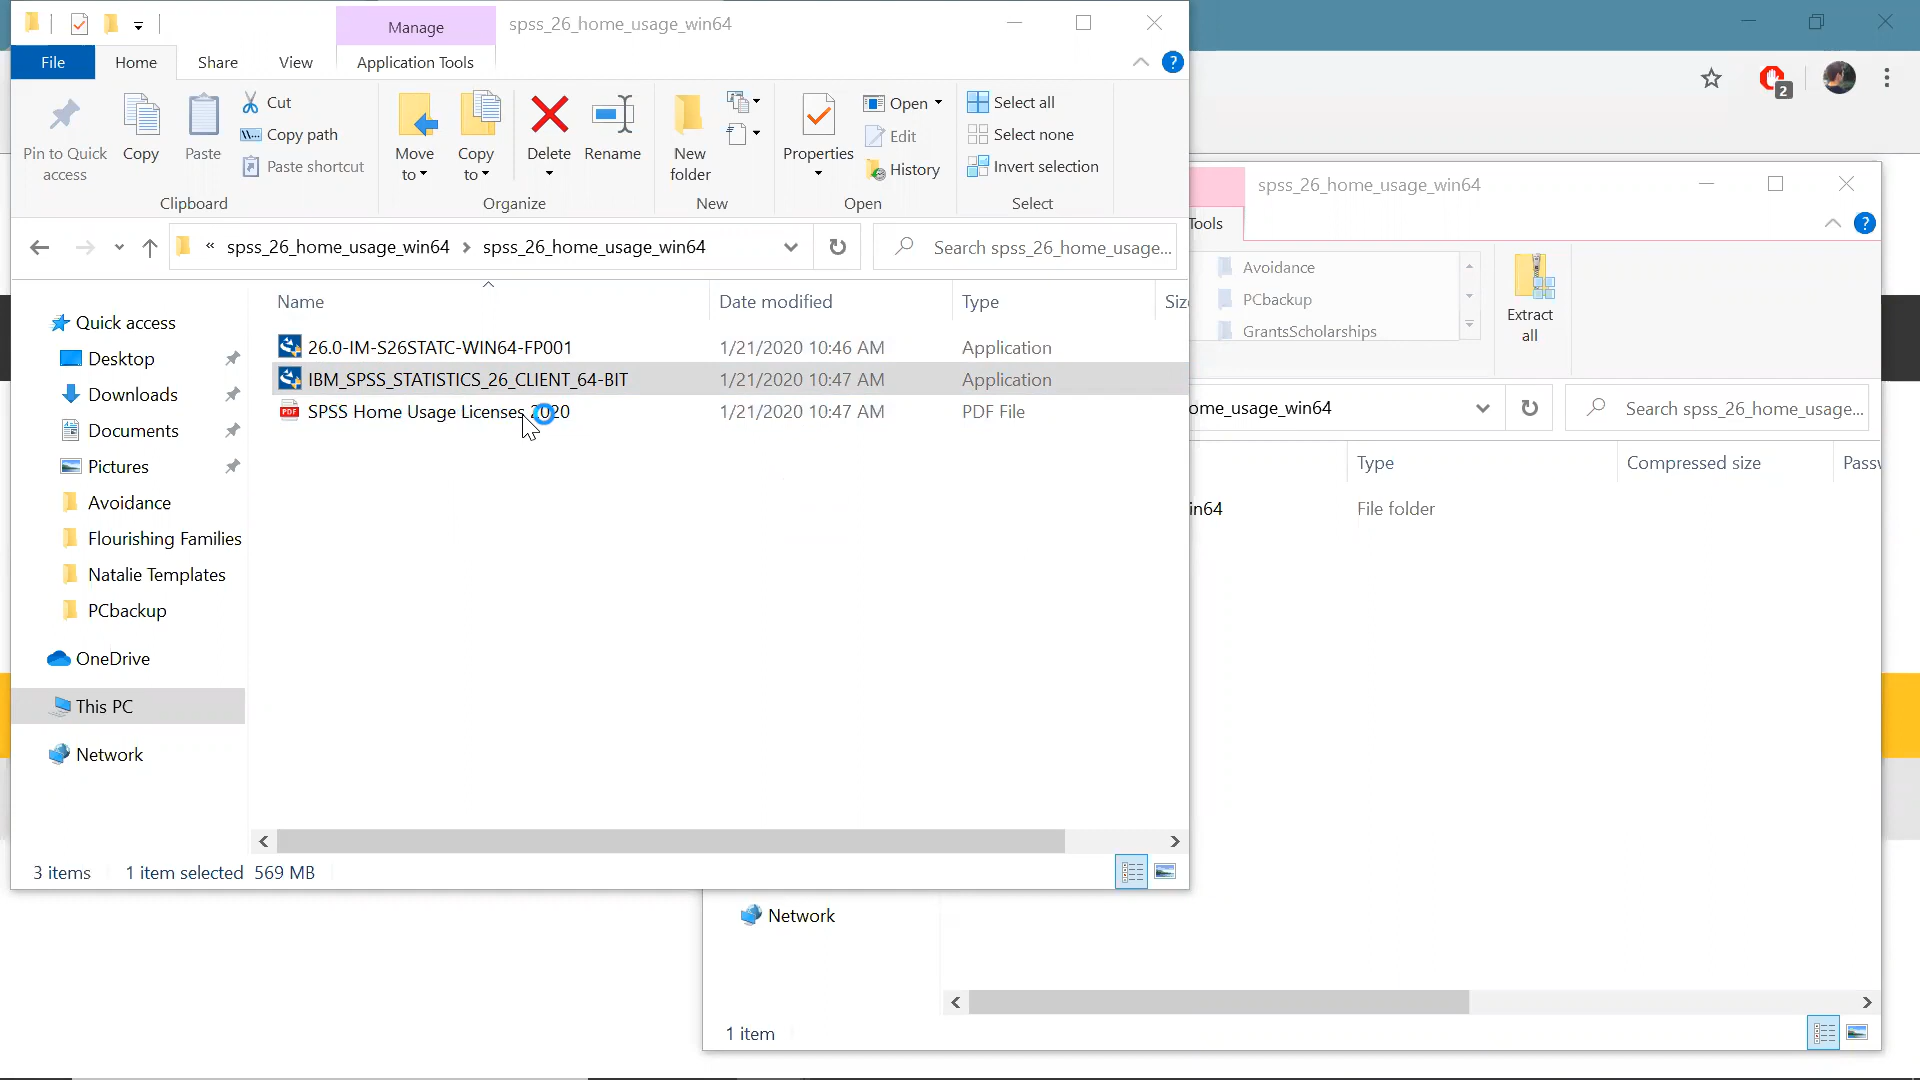 Manage
spss_26_home_usage_win64
File
Home
Share
View
Application Tools
Pin to Quick access
Copy
Paste
Cut
Copy path
Paste shortcut
Clipboard
Move to
Copy to
Delete
Rename
Organize
New folder
New
Properties
Open
Edit
History
Open
Select all
Select none
Invert selection
Select
« spss_26_home_usage_win64 > spss_26_home_usage_win64
Search spss_26_home_usage...
Name
Date modified
Type
Siz
Quick access
Desktop
Downloads
Documents
Pictures
Avoidance
Flourishing Families
Natalie Templates
PCbackup
OneDrive
This PC
Network
26.0-IM-S26STATC-WIN64-FP001 1/21/2020 10:46 AM Application
IBM_SPSS_STATISTICS_26_CLIENT_64-BIT 1/21/2020 10:47 AM Application
PDF SPSS Home Usage Licenses 2020 1/21/2020 10:47 AM PDF File
3 items 1 item selected 569 MB
2
spss_26_home_usage_win64
Tools
Avoidance
PCbackup
GrantsScholarships
Extract all
ome_usage_win64
Search spss_26_home_usage...
Type
Compressed size
Passw
in64
File folder
Network
1 item